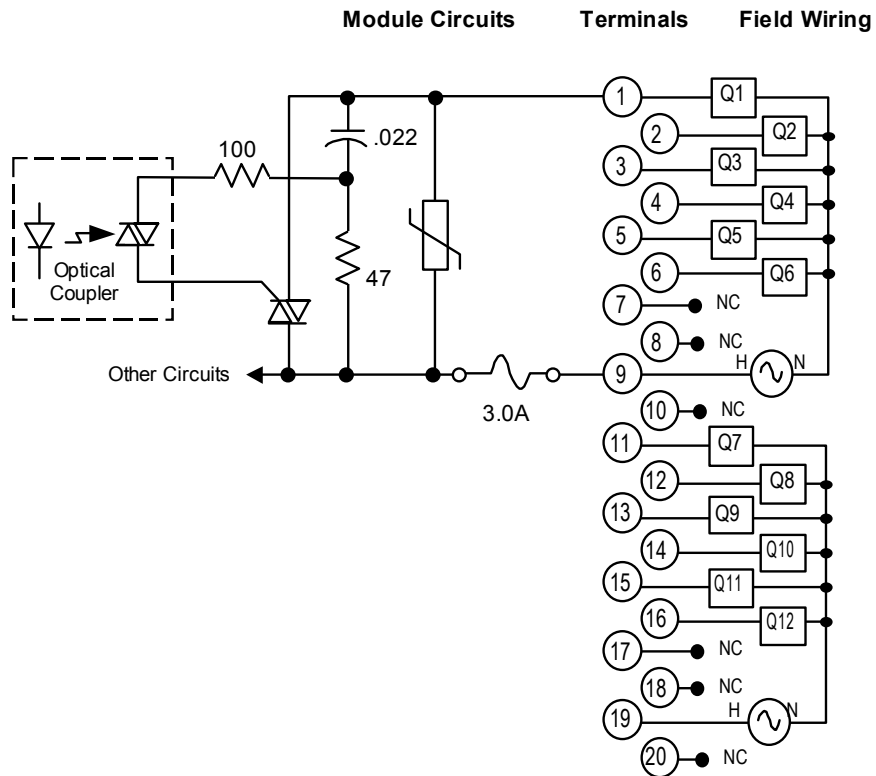 Module Circuits Terminals Field Wiring
1 Q1
2 Q2
.022
100
3 Q3
4 Q4
5 Q5
Optical
Coupler
47
6 Q6
7 NC
8 NC
H N
Other Circuits
9
3.0A
10 NC
11 Q7
12 Q8
13 Q9
14 Q10
15 Q11
16 Q12
17 NC
18 NC
H N
19
20 NC